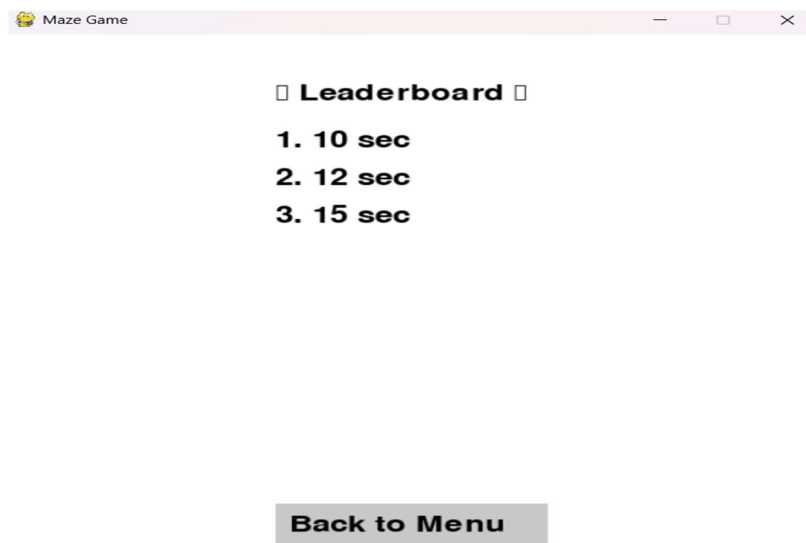 Maze Game
▯ Leaderboard ▯
1. 10 sec
2. 12 sec
3. 15 sec
Back to Menu